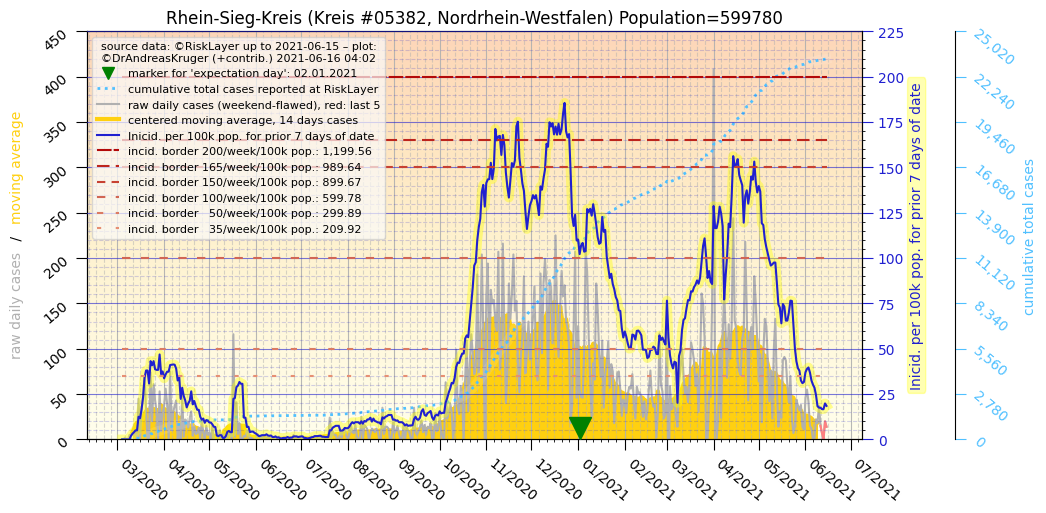 Rhein-Sieg-Kreis (Kreis #05382, Nordrhein-Westfalen) Population=599780
source data: ©RiskLayer up to 2021-06-15 – plot:
©DrAndreasKruger (+contrib.) 2021-06-16 04:02
marker for 'expectation day': 02.01.2021
cumulative total cases reported at RiskLayer
raw daily cases (weekend-flawed), red: last 5
centered moving average, 14 days cases
Inicid. per 100k pop. for prior 7 days of date
incid. border 200/week/100k pop.: 1,199.56
incid. border 165/week/100k pop.: 989.64
incid. border 150/week/100k pop.: 899.67
incid. border 100/week/100k pop.: 599.78
incid. border 50/week/100k pop.: 299.89
incid. border 35/week/100k pop.: 209.92
raw daily cases / moving average
450
400
350
300
250
200
150
100
50
0
03/2020
04/2020
05/2020
06/2020
07/2020
08/2020
09/2020
10/2020
11/2020
12/2020
01/2021
02/2021
03/2021
04/2021
05/2021
06/2021
07/2021
225
200
175
150
125
100
75
50
25
0
Inicid. per 100k pop. for prior 7 days of date
25,020
22,240
19,460
16,680
13,900
11,120
8,340
5,560
2,780
0
cumulative total cases